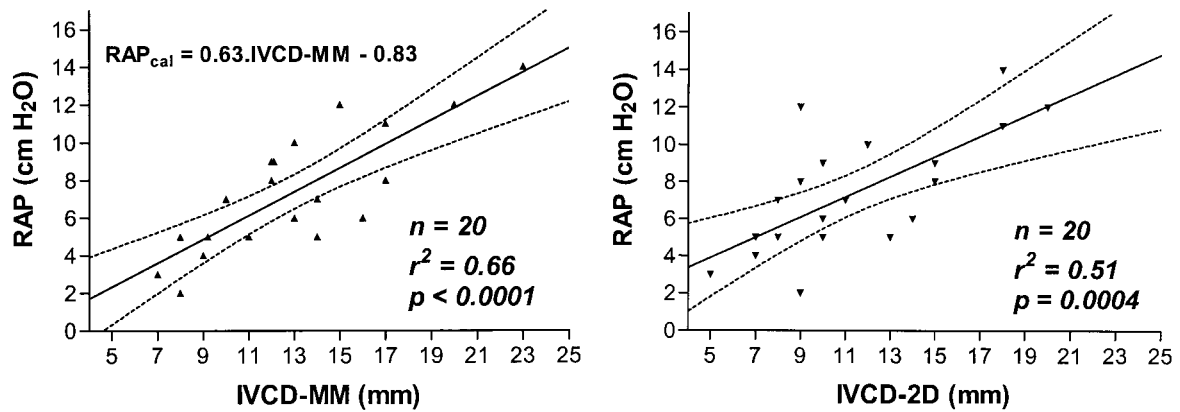 16
14
12
10
8
6
4
2
0
RAP (cm H₂O)
RAPcal = 0.63.IVCD-MM - 0.83
n = 20
r² = 0.66
p < 0.0001
5 7 9 11 13 15 17 19 21 23 25
IVCD-MM (mm)
16
14
12
10
8
6
4
2
0
RAP (cm H₂O)
n = 20
r² = 0.51
p = 0.0004
5 7 9 11 13 15 17 19 21 23 25
IVCD-2D (mm)